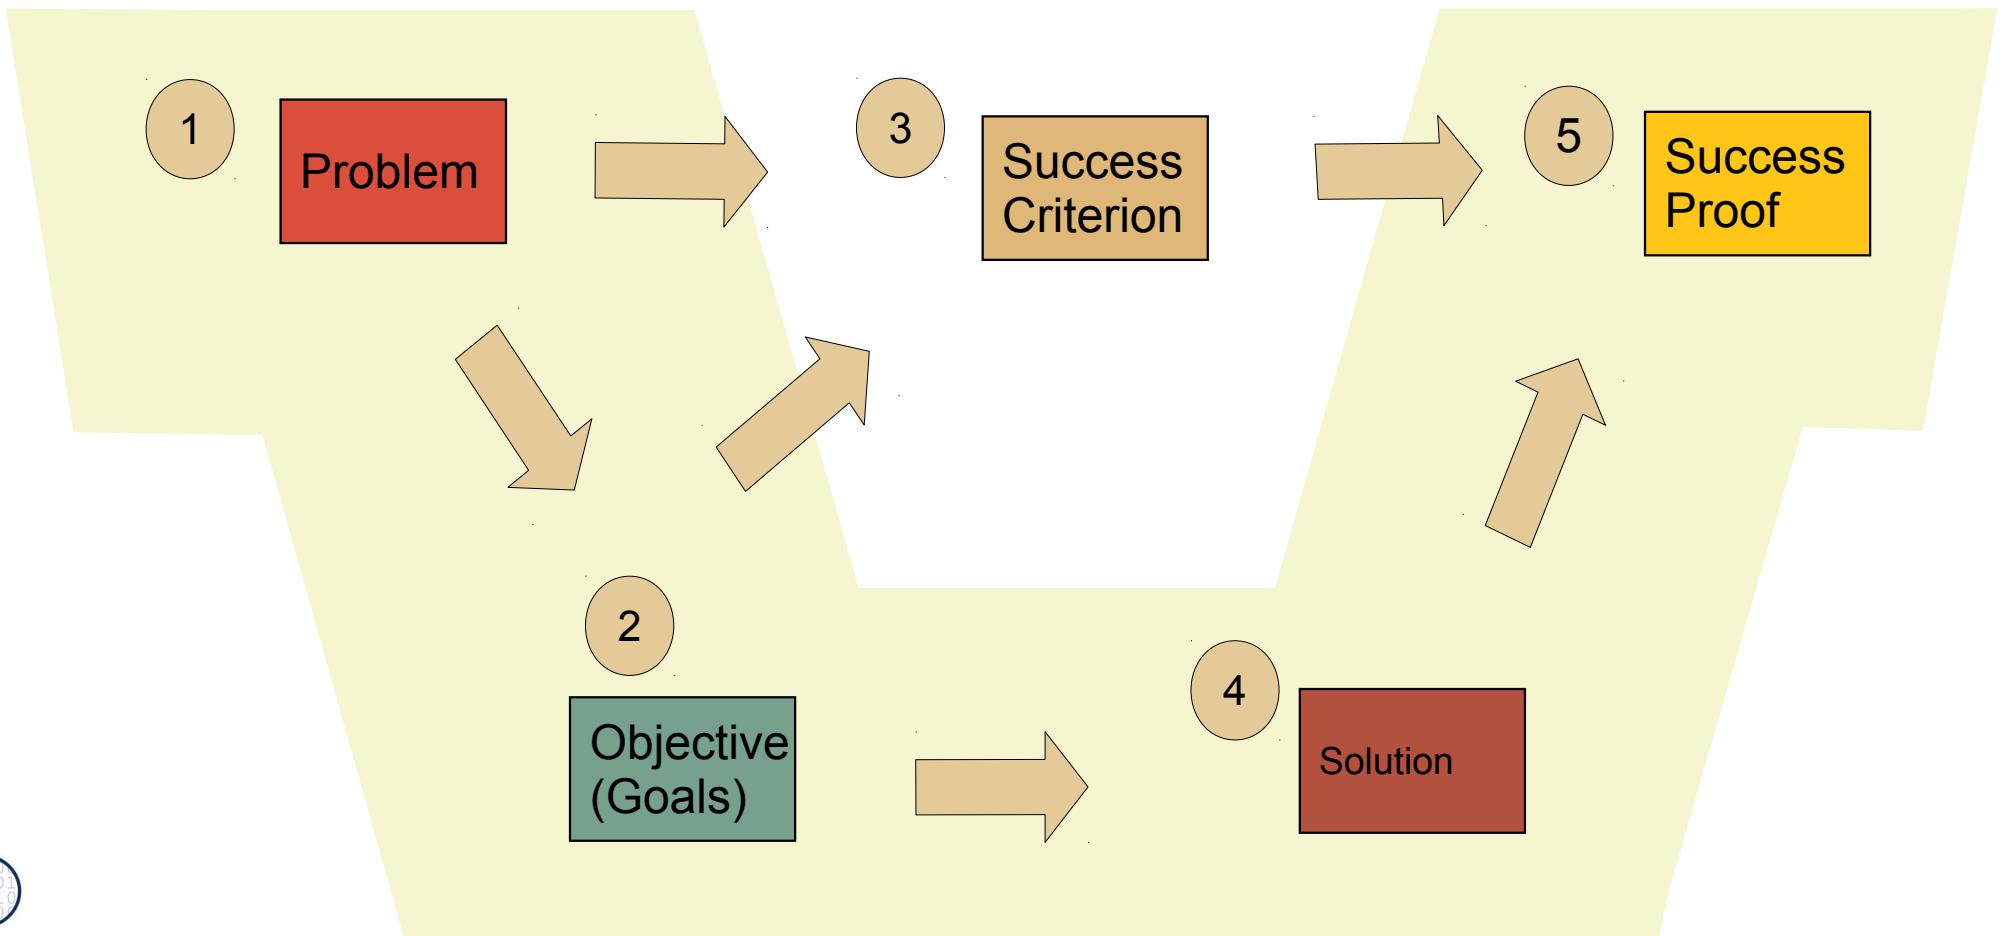 1
Problem
3
Success
Criterion
5
Success
Proof
2
Objective
(Goals)
4
Solution